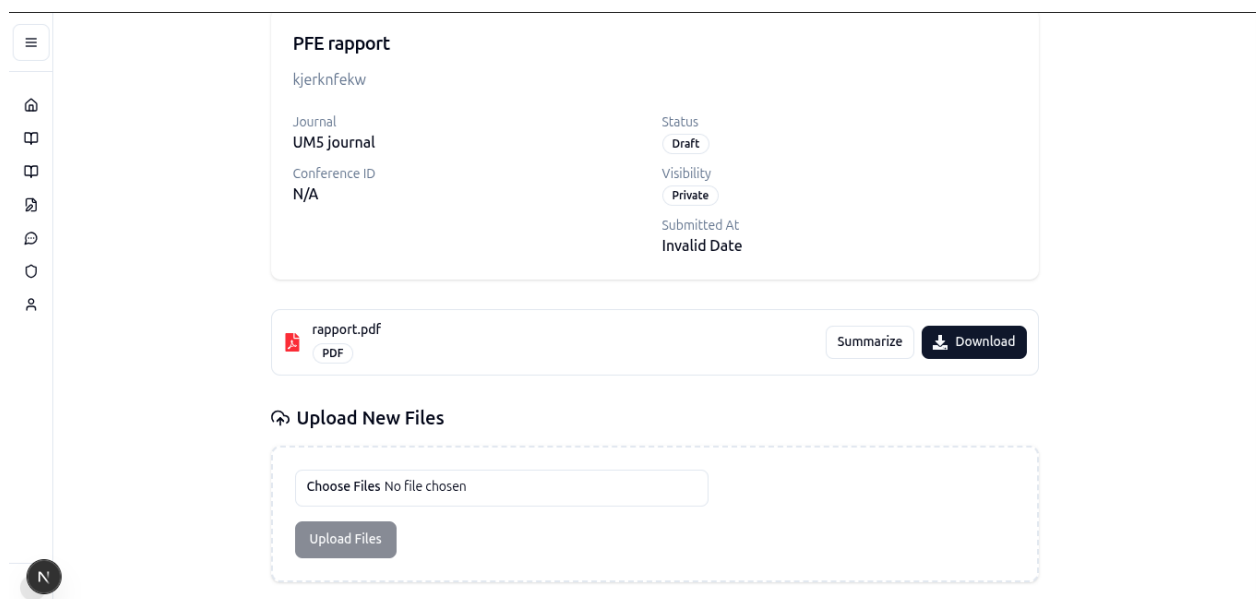 PFE rapport
kjerknfekw
Journal
UM5 journal
Conference ID
N/A
Status
Draft
Visibility
Private
Submitted At
Invalid Date
rapport.pdf
PDF
Summarize
Download
Upload New Files
Choose Files No file chosen
Upload Files
N